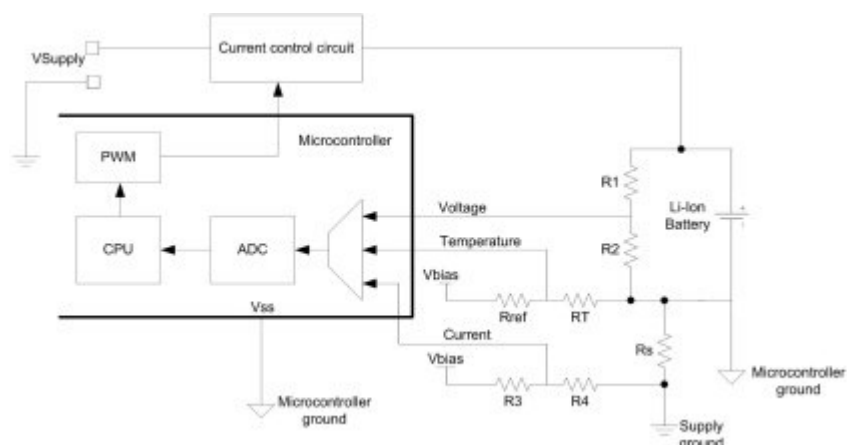 Current control circuit
VSupply
Microcontroller
PWM
R1
Voltage
Li-Ion
Battery
CPU
ADC
Temperature
R2
Vbias
Vss
Rref
RT
Current
Rs
Vbias
Microcontroller
ground
R3
R4
Microcontroller
ground
Supply
ground